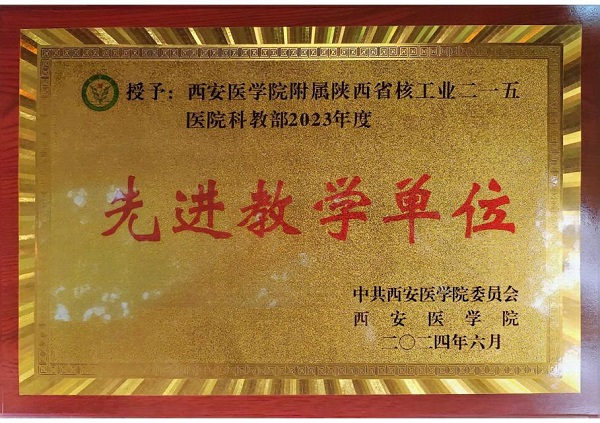 授予：西安医学院附属陕西省核工业二一五
医院科教部2023年度
先进教学单位
中共西安医学院委员会
西安医学院
二〇二四年六月